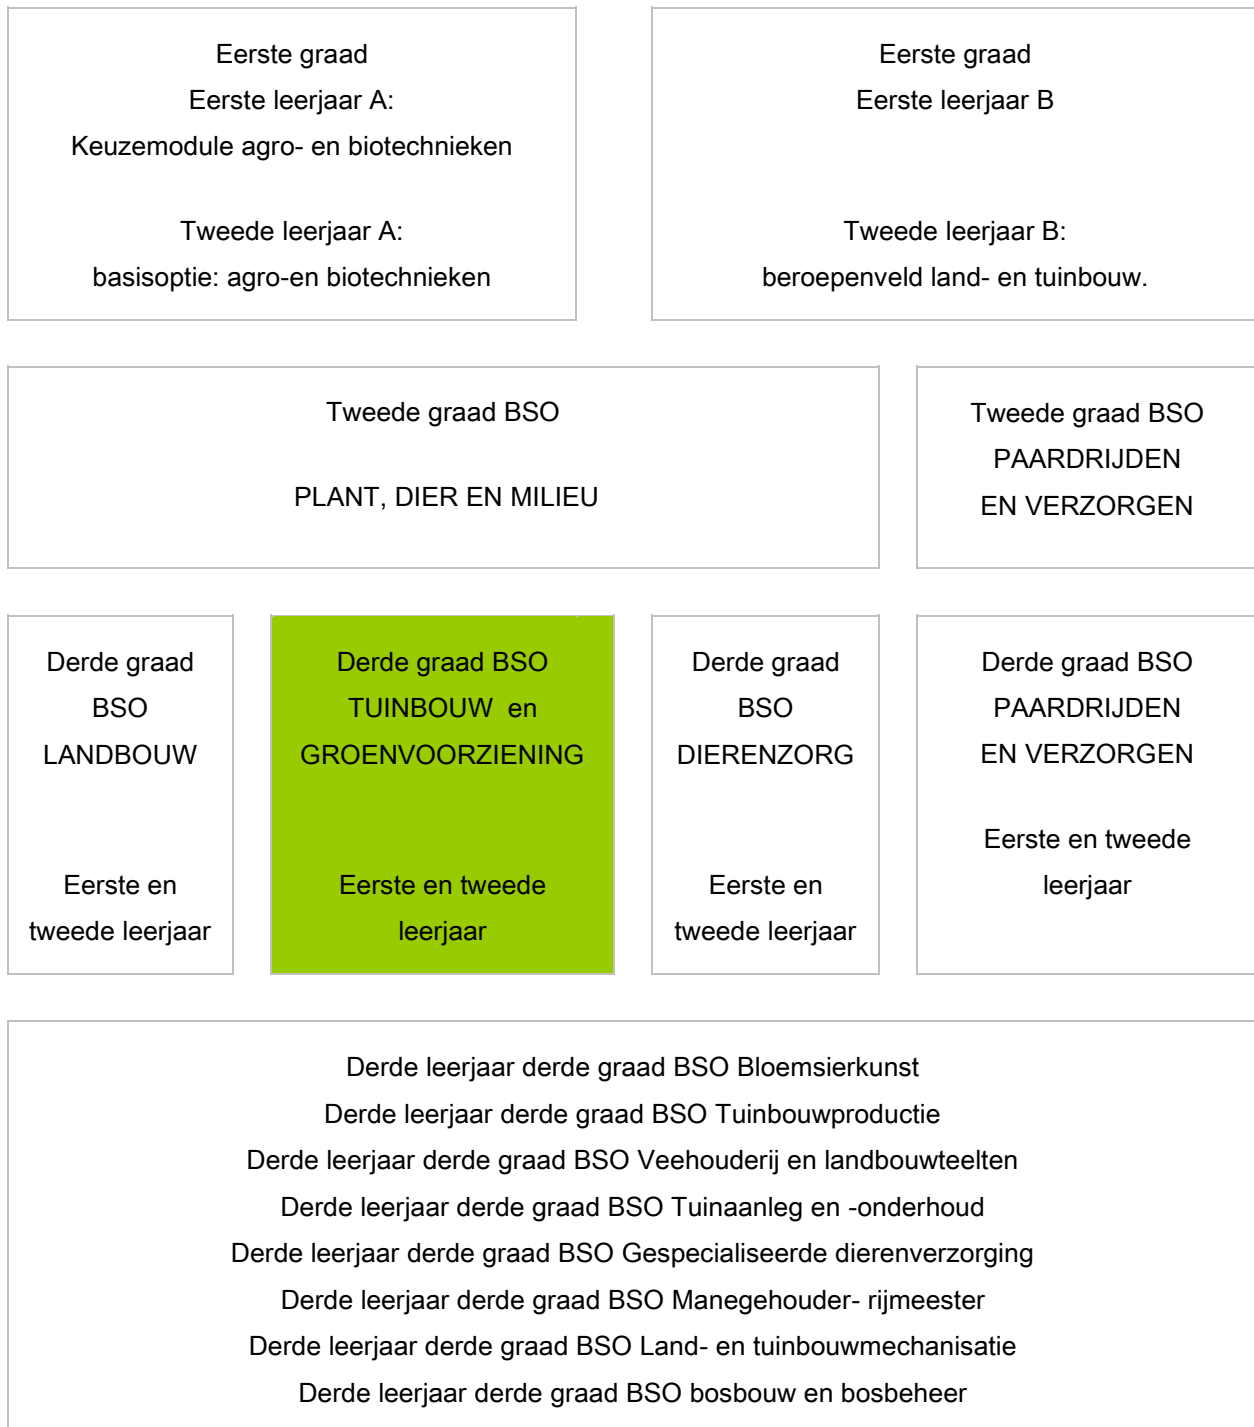 Eerste graad
Eerste leerjaar A:
Keuzemodule agro- en biotechnieken
Tweede leerjaar A:
basisoptie: agro-en biotechnieken
Eerste graad
Eerste leerjaar B
Tweede leerjaar B:
beroepenveld land- en tuinbouw.
Tweede graad BSO
PLANT, DIER EN MILIEU
Tweede graad BSO
PAARDRIJDEN
EN VERZORGEN
Derde graad
BSO
LANDBOUW
Eerste en
tweede leerjaar
Derde graad BSO
TUINBOUW en
GROENVOORZIENING
Eerste en tweede
leerjaar
Derde graad
BSO
DIERENZORG
Eerste en
tweede leerjaar
Derde graad BSO
PAARDRIJDEN
EN VERZORGEN
Eerste en tweede
leerjaar
Derde leerjaar derde graad BSO Bloemsierkunst
Derde leerjaar derde graad BSO Tuinbouwproductie
Derde leerjaar derde graad BSO Veehouderij en landbouwteelten
Derde leerjaar derde graad BSO Tuinaanleg en -onderhoud
Derde leerjaar derde graad BSO Gespecialiseerde dierenverzorging
Derde leerjaar derde graad BSO Manegehouder- rijmeester
Derde leerjaar derde graad BSO Land- en tuinbouwmechanisatie
Derde leerjaar derde graad BSO bosbouw en bosbeheer